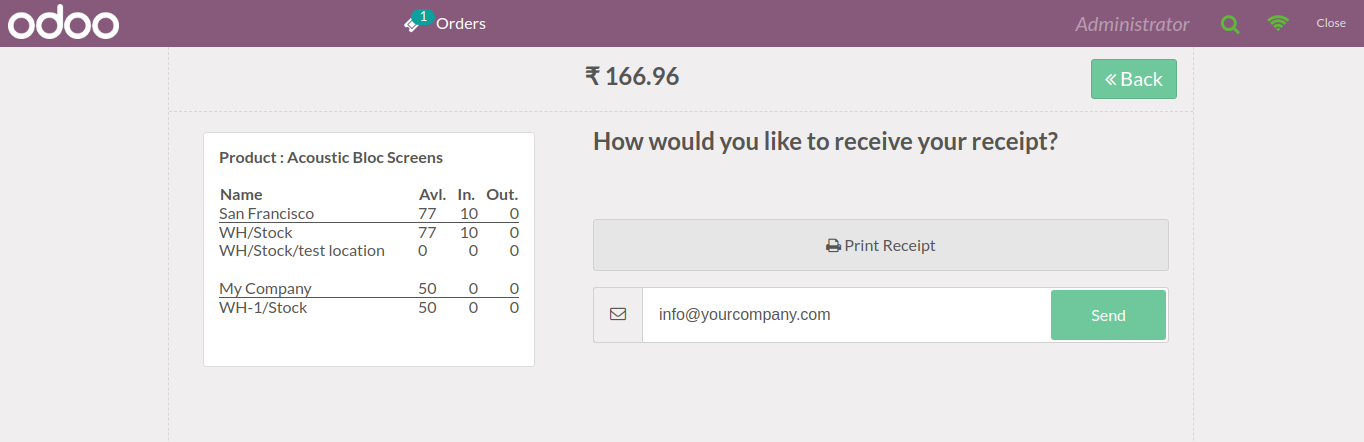 odoo
1
Orders
Administrator
Close
₹ 166.96
Back
Product : Acoustic Bloc Screens
Name Avl. In. Out.
San Francisco 77 10 0
WH/Stock 77 10 0
WH/Stock/test location 0 0 0
My Company 50 0 0
WH-1/Stock 50 0 0
How would you like to receive your receipt?
Print Receipt
info@yourcompany.com
Send